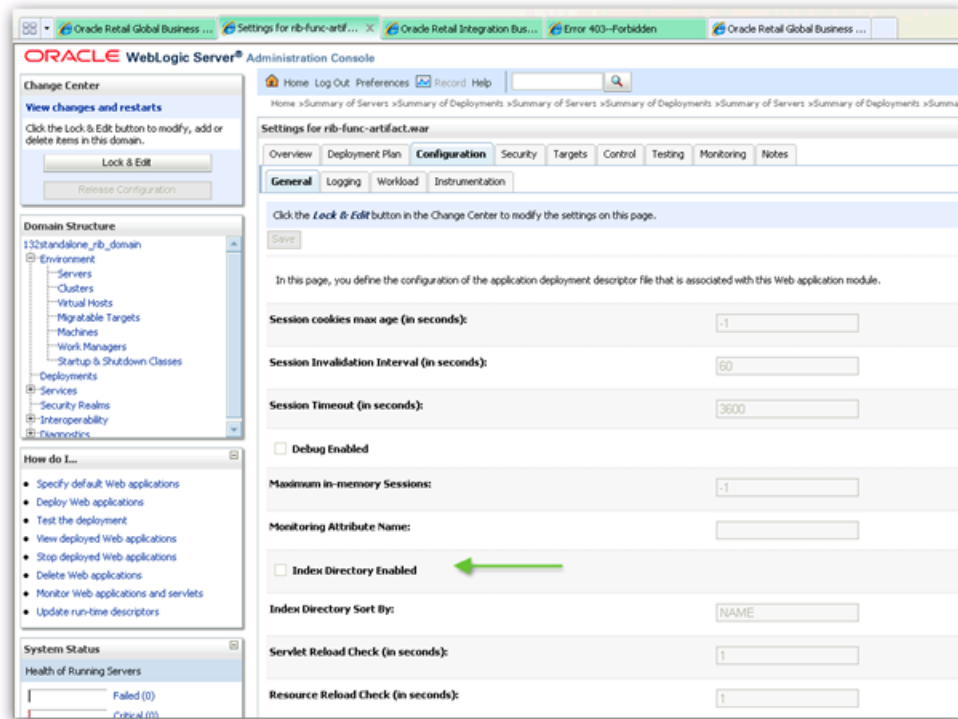 Oracle Retail Global Business ...
Settings for rib-func-artif... X
Oracle Retail Integration Bus...
Error 403--Forbidden
Oracle Retail Global Business ...
ORACLE WebLogic Server® Administration Console
Change Center
View changes and restarts
Click the Lock & Edit button to modify, add or
delete items in this domain.
Lock & Edit
Release Configuration
Domain Structure
132standalone_rib_domain
Environment
Servers
Clusters
Virtual Hosts
Migratable Targets
Machines
Work Managers
Startup & Shutdown Classes
Deployments
Services
Security Realms
Interoperability
Diagnostics
How do I...
Specify default Web applications
Deploy Web applications
Test the deployment
View deployed Web applications
Stop deployed Web applications
Delete Web applications
Monitor Web applications and servlets
Update run-time descriptors
System Status
Health of Running Servers
Failed (0)
Critical (0)
Home Log Out Preferences Record Help
Home >Summary of Servers >Summary of Deployments >Summary of Servers >Summary of Deployments >Summary of Servers >Summary of Deployments >Summa
Settings for rib-func-artifact.war
Overview Deployment Plan Configuration Security Targets Control Testing Monitoring Notes
General Logging Workload Instrumentation
Click the Lock & Edit button in the Change Center to modify the settings on this page.
Save
In this page, you define the configuration of the application deployment descriptor file that is associated with this Web application module.
Session cookies max age (in seconds): -1
Session Invalidation Interval (in seconds): 60
Session Timeout (in seconds): 3600
Debug Enabled
Maximum in-memory Sessions: -1
Monitoring Attribute Name:
Index Directory Enabled
Index Directory Sort By: NAME
Servlet Reload Check (in seconds): 1
Resource Reload Check (in seconds): 1